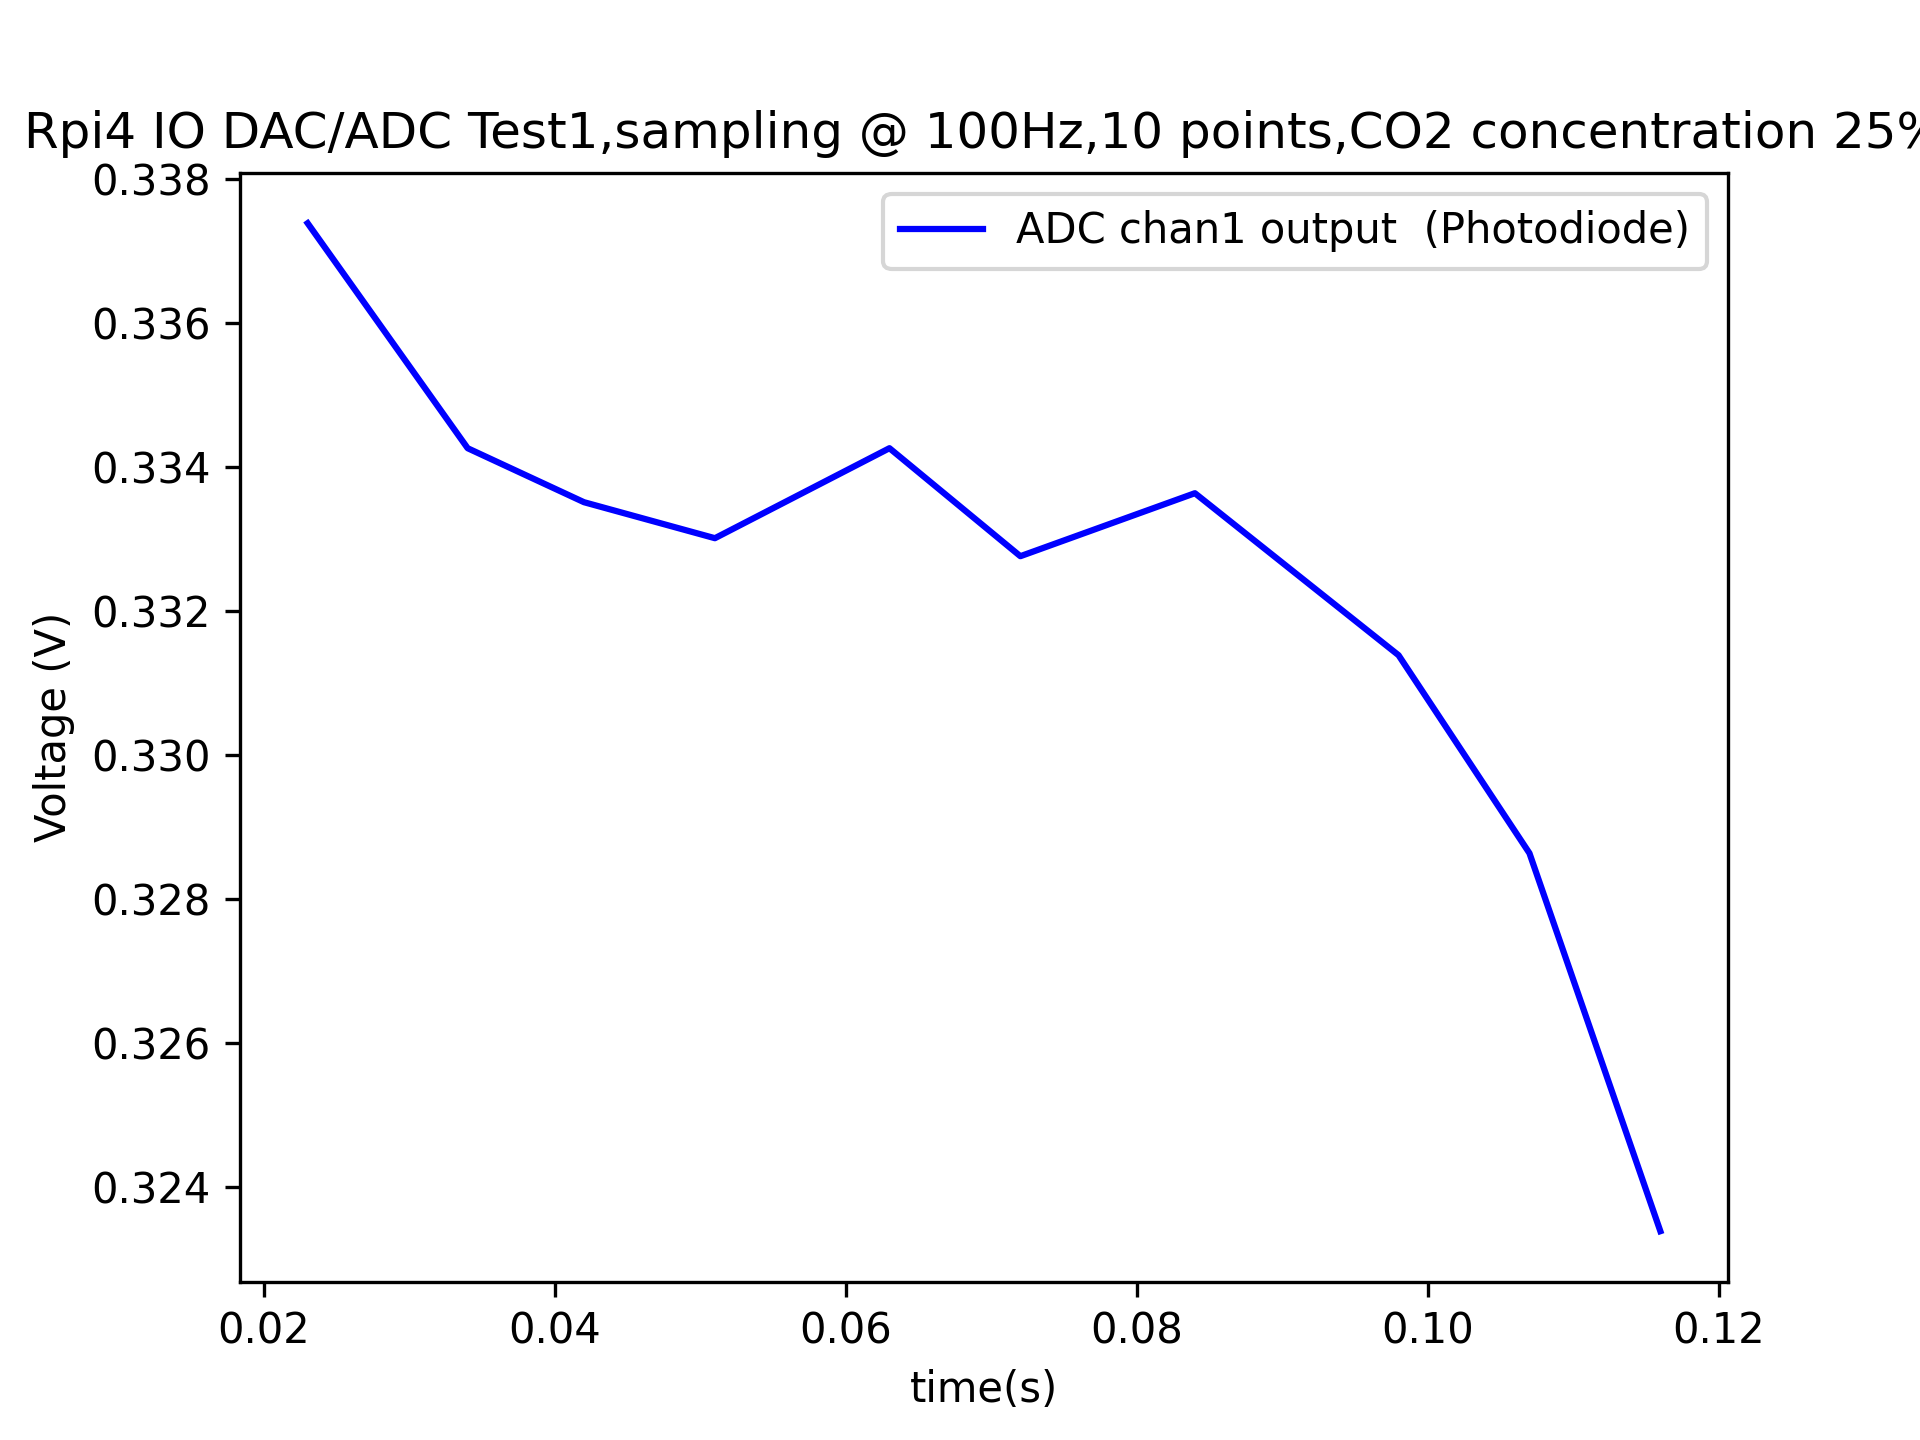 Rpi4 IO DAC/ADC Test1,sampling @ 100Hz,10 points,CO2 concentration 25%
ADC chan1 output  (Photodiode)
0.338
0.336
0.334
0.332
0.330
0.328
0.326
0.324
Voltage (V)
0.02 0.04 0.06 0.08 0.10 0.12
time(s)